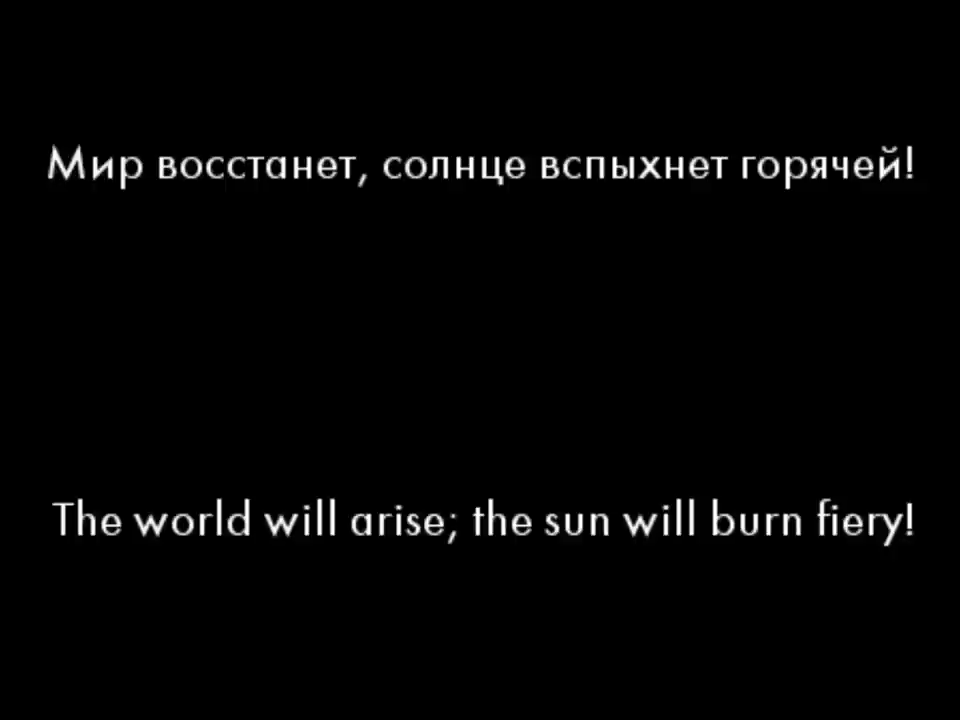 Мир восстанет, солнце вспыхнет горячей!
The world will arise; the sun will burn fiery!